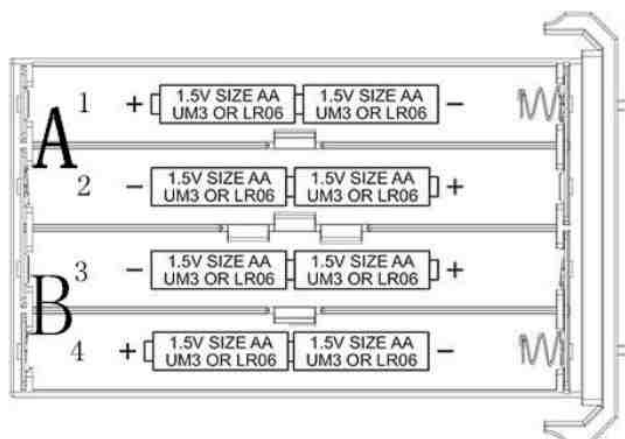 A
1 + 1.5V SIZE AA 1.5V SIZE AA -
UM3 OR LR06 UM3 OR LR06
2 - 1.5V SIZE AA 1.5V SIZE AA +
UM3 OR LR06 UM3 OR LR06
B
3 - 1.5V SIZE AA 1.5V SIZE AA +
UM3 OR LR06 UM3 OR LR06
4 + 1.5V SIZE AA 1.5V SIZE AA -
UM3 OR LR06 UM3 OR LR06